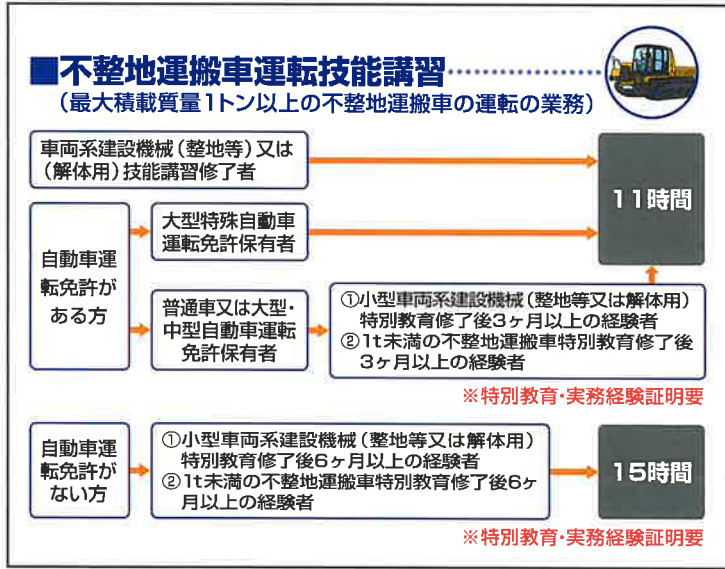 ■不整地運搬車運転技能講習
(最大積載質量1トン以上の不整地運搬車の運転の業務)
車両系建設機械(整地等)又は
(解体用)技能講習修了者
11時間
自動車運
転免許が
ある方
大型特殊自動車
運転免許保有者
普通車又は大型・
中型自動車運転
免許保有者
①小型車両系建設機械(整地等又は解体用)
特別教育修了後3ヶ月以上の経験者
②1t未満の不整地運搬車特別教育修了後
3ヶ月以上の経験者
※特別教育・実務経験証明要
自動車運
転免許が
ない方
①小型車両系建設機械(整地等又は解体用)
特別教育修了後6ヶ月以上の経験者
②1t未満の不整地運搬車特別教育修了後6ヶ
月以上の経験者
15時間
※特別教育・実務経験証明要